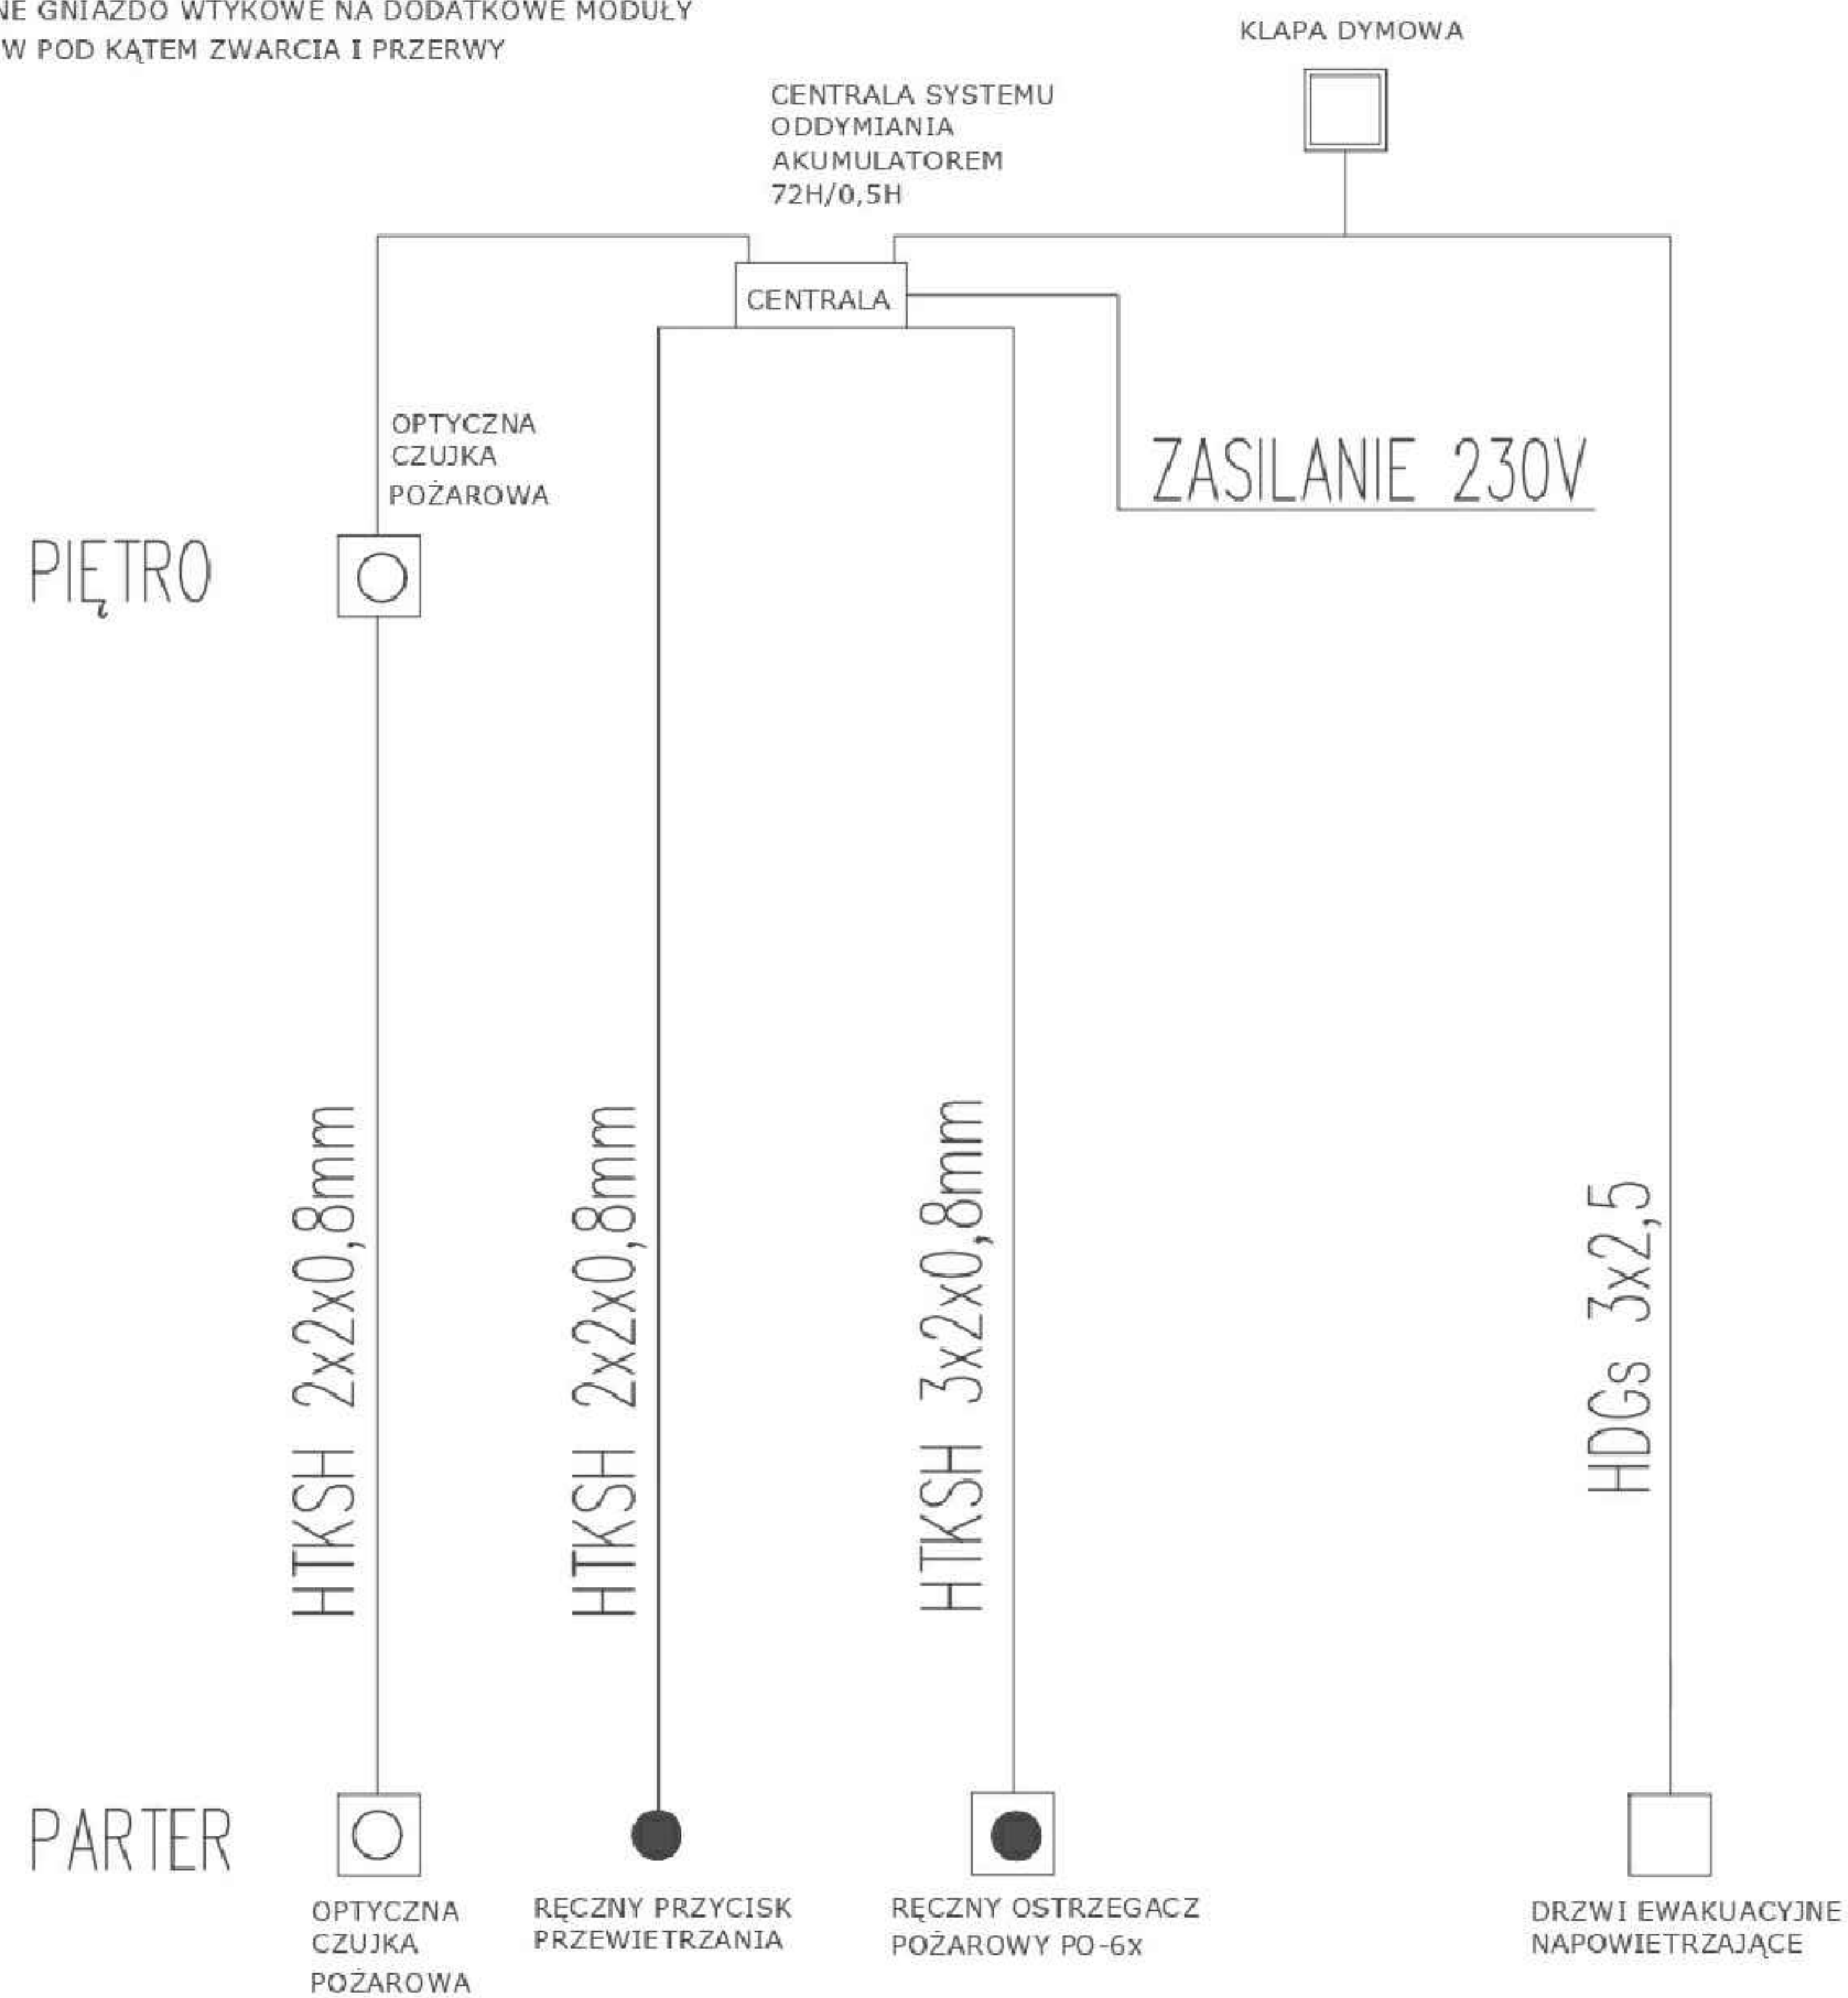 GNIAZDO WTYKOWE NA DODATKOWE MODUŁY
W POD KĄTEM ZWARCIA I PRZERWY
KLAPA DYMOWA
CENTRALA SYSTEMU
ODDYMIANIA
AKUMULATOREM
72H/0,5H
CENTRALA
OPTYCZNA
CZUJKA
POŻAROWA
ZASILANIE 230V
PIĘTRO
HTKSH 2x2x0,8mm
HTKSH 2x2x0,8mm
HTKSH 3x2x0,8mm
HDGs 3x2,5
PARTER
OPTYCZNA
CZUJKA
POŻAROWA
RĘCZNY PRZYCISK
PRZEWIETRZANIA
RĘCZNY OSTRZEGACZ
POŻAROWY PO-6x
DRZWI EWAKUACYJNE
NAPOWIETRZAJĄCE